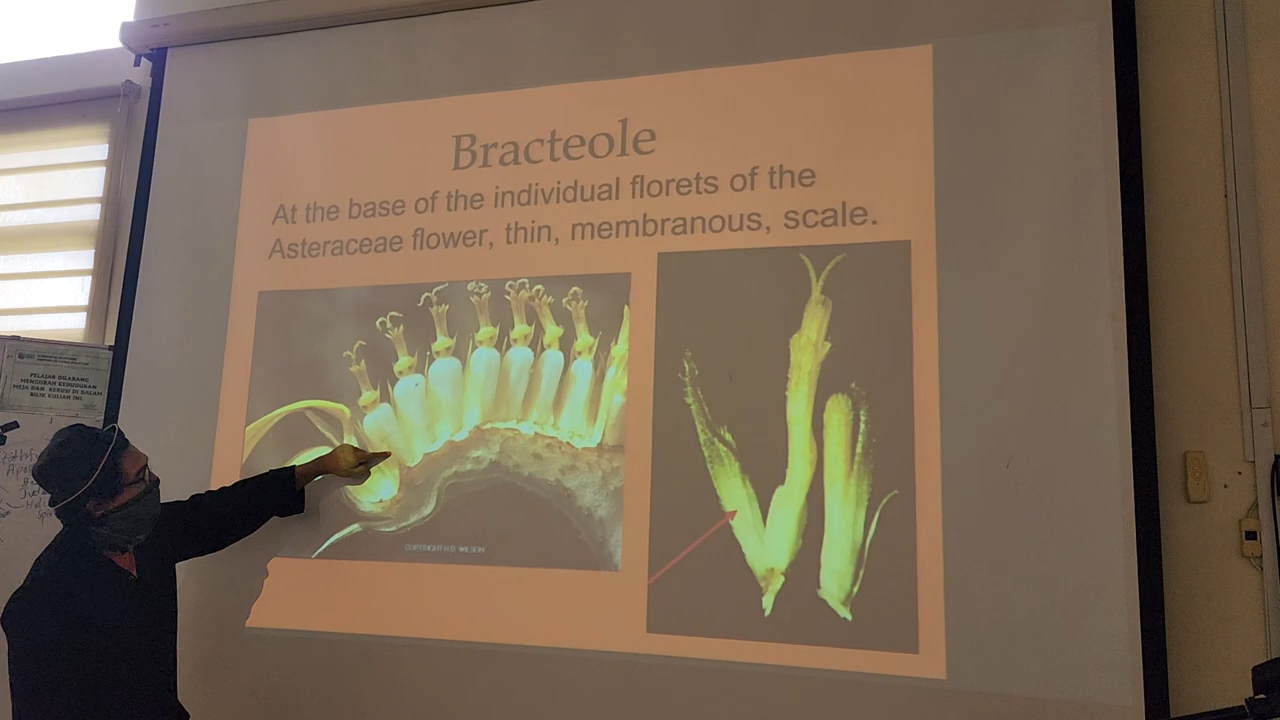 Bracteole
At the base of the individual florets of the
Asteraceae flower, thin, membranous, scale.
COPYRIGHT H.D. WILSON
PELAJAR DILARANG
MENGUBAH KEDUDUKAN
MEJA DAN KERUSI DI DALAM
BILIK KULIAH INI.